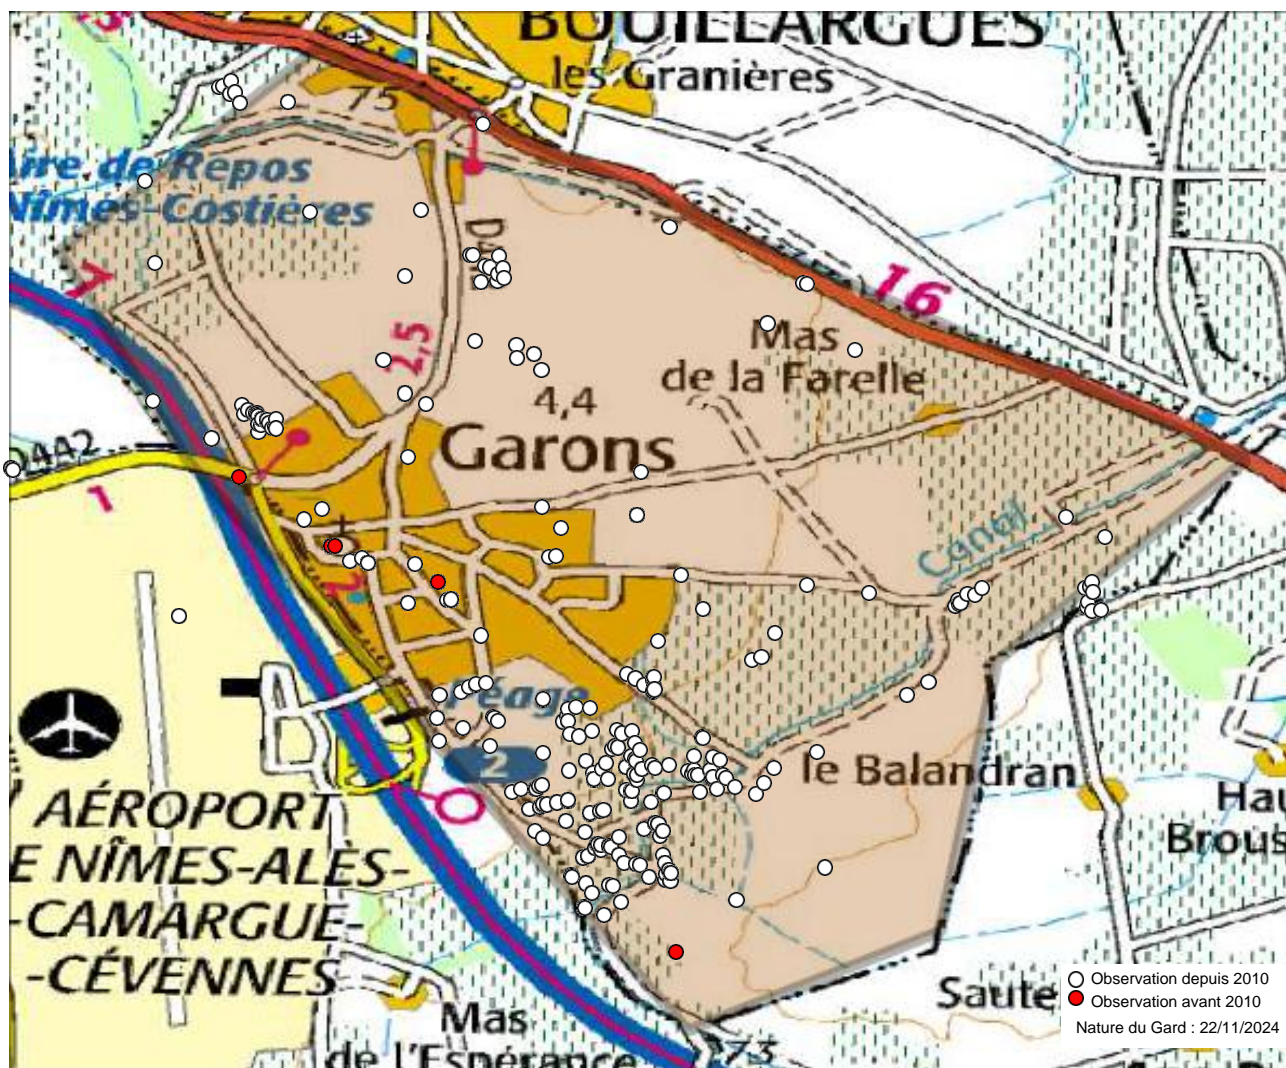 BOUILLARGUES
les Granières
75
Aire de Repos
Nîmes-Costières
16
2,5
Mas
de la Farelle
4,4
Garons
D442
1
Canal
2
Péage
2
le Balandran
AÉROPORT
E NÎMES-ALÈS-
-CAMARGUE-
-CÉVENNES
Hau
Brous
Mas
de l'Espérance
Saute
73
Observation depuis 2010
Observation avant 2010
Nature du Gard : 22/11/2024